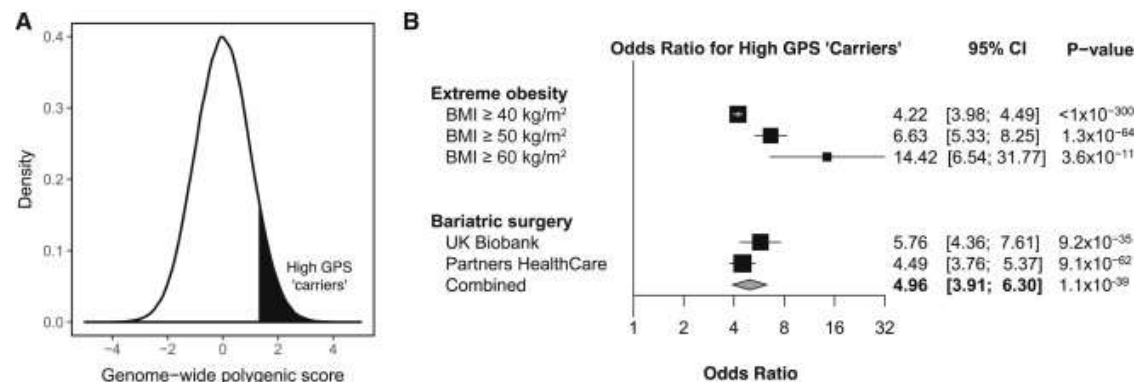 A
0.4
0.3
0.2
0.1
0.0
Density
High GPS
'carriers'
−4 −2 0 2 4
Genome−wide polygenic score
B
Odds Ratio for High GPS 'Carriers' 95% CI P−value
Extreme obesity
BMI ≥ 40 kg/m² 4.22 [3.98; 4.49] <1x10⁻³⁰⁰
BMI ≥ 50 kg/m² 6.63 [5.33; 8.25] 1.3x10⁻⁶⁴
BMI ≥ 60 kg/m² 14.42 [6.54; 31.77] 3.6x10⁻¹¹
Bariatric surgery
UK Biobank 5.76 [4.36; 7.61] 9.2x10⁻³⁵
Partners HealthCare 4.49 [3.76; 5.37] 9.1x10⁻⁶²
Combined 4.96 [3.91; 6.30] 1.1x10⁻³⁹
1 2 4 8 16 32
Odds Ratio